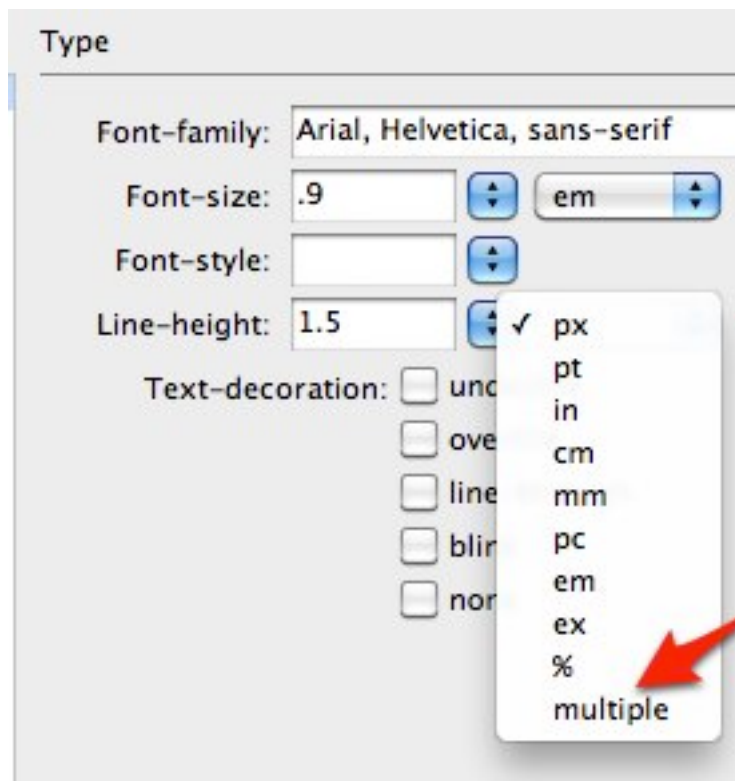 Type
Font-family: Arial, Helvetica, sans-serif
Font-size: .9 em
Font-style:
Line-height: 1.5 px
pt
in
cm
mm
pc
em
ex
%
multiple
Text-decoration: